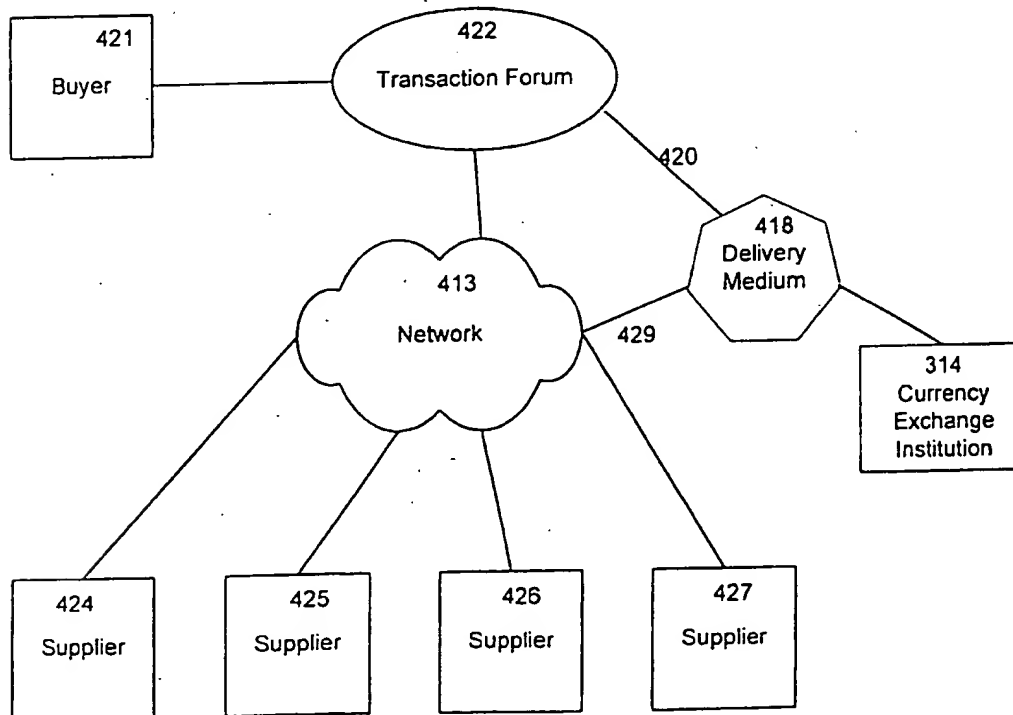 421
Buyer
422
Transaction Forum
420
418
Delivery
Medium
413
Network
429
314
Currency
Exchange
Institution
424
Supplier
425
Supplier
426
Supplier
427
Supplier